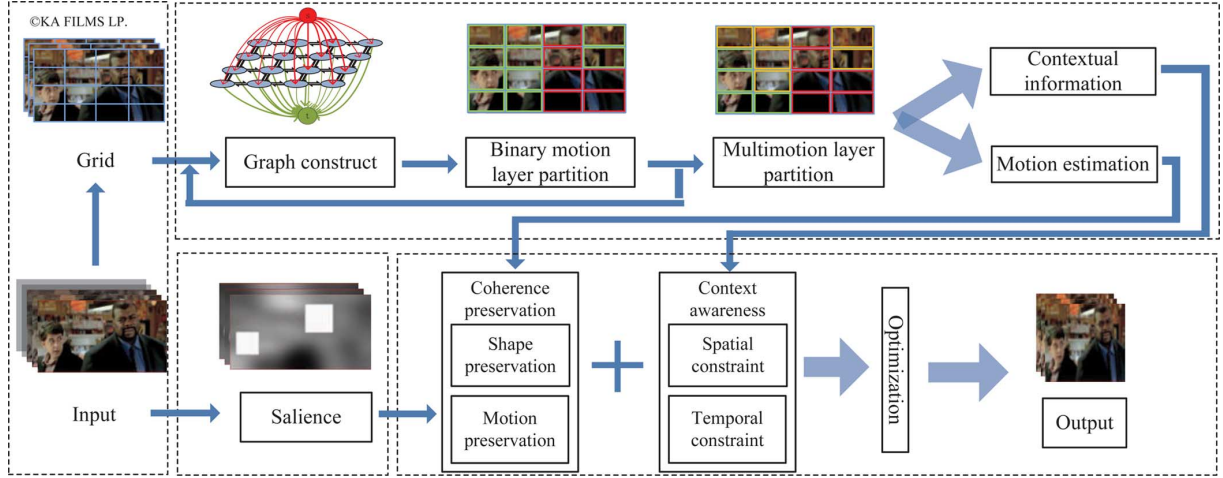 ©KA FILMS LP.
Grid
Graph construct
Binary motion
layer partition
Multimotion layer
partition
Contextual
information
Motion estimation
Input
Salience
Coherence
preservation
Shape
preservation
Motion
preservation
Context
awareness
Spatial
constraint
Temporal
constraint
Optimization
Output